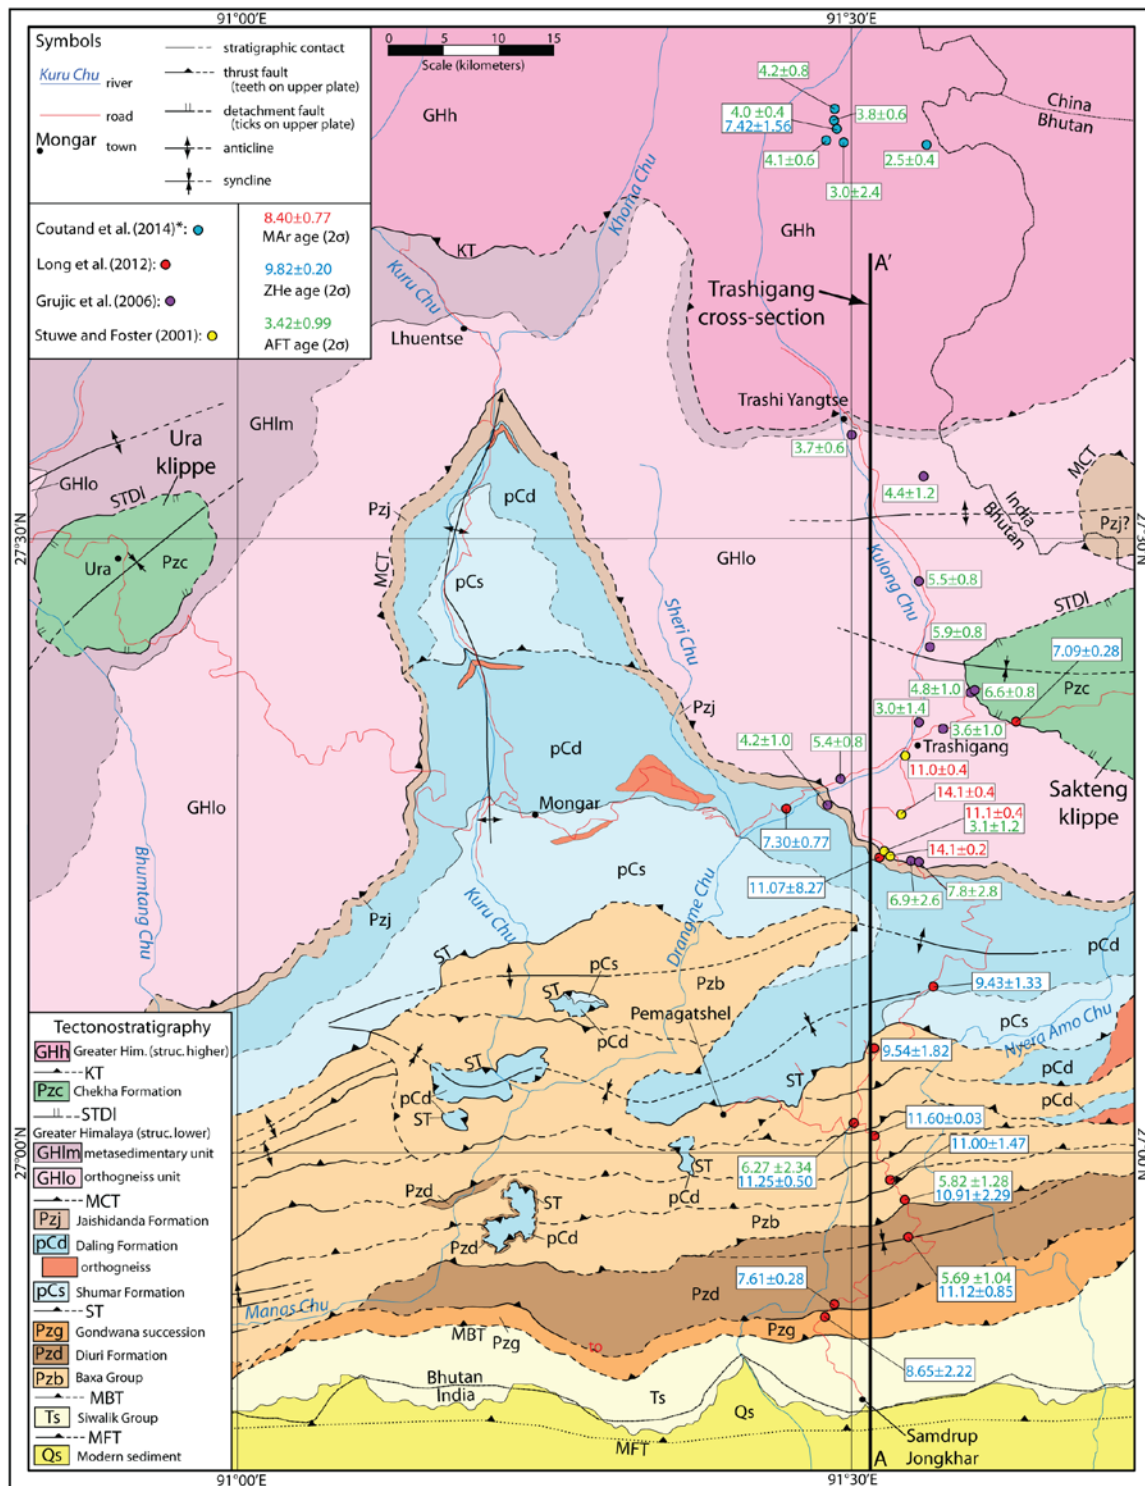 91°00'E
91°30'E
Symbols
Kuru Chu
river
road
Mongar
town
stratigraphic contact
thrust fault
(teeth on upper plate)
detachment fault
(ticks on upper plate)
anticline
syncline
Coutand et al. (2014)*:
Long et al. (2012):
Grujic et al. (2006):
Stuwe and Foster (2001):
8.40±0.77
MAr age (2σ)
9.82±0.20
ZHe age (2σ)
3.42±0.99
AFT age (2σ)
0 5 10 15
Scale (kilometers)
GHh
4.2±0.8
4.0 ±0.4
7.42±1.56
3.8±0.6
4.1±0.6
2.5±0.4
3.0±2.4
China
Bhutan
Khoma Chu
GHh
KT
Kuru Chu
A'
Trashigang
cross-section
Lhuentse
Trashi Yangtse
GHlm
Ura
klippe
GHlo
STDI
3.7±0.6
4.4±1.2
MCT
pCd
Pzj
India
Bhutan
Pzj?
27°30'N
27°30'N
Ura
Pzc
MCT
pCs
GHlo
Kulong Chu
5.5±0.8
STDI
Sheri Chu
5.9±0.8
7.09±0.28
4.8±1.0
6.6±0.8
Pzc
Pzj
3.0±1.4
3.6±1.0
pCd
4.2±1.0
5.4±0.8
Trashigang
11.0±0.4
Sakteng
klippe
GHlo
14.1±0.4
Mongar
11.1±0.4
3.1±1.2
7.30±0.77
14.1±0.2
Bhumtang Chu
pCs
11.07±8.27
7.8±2.8
6.9±2.6
Pzj
Kuru Chu
Drangme Chu
ST
pCs
pCd
Pzb
ST
9.43±1.33
Pemagatshel
pCs
Nyera Amo Chu
pCd
9.54±1.82
ST
ST
pCd
pCd
ST
pCd
11.60±0.03
27°00'N
27°00'N
11.00±1.47
6.27 ±2.34
11.25±0.50
ST
pCd
5.82 ±1.28
10.91±2.29
Pzd
ST
Pzb
Pzd
pCd
7.61±0.28
Pzd
5.69 ±1.04
11.12±0.85
Manas Chu
MBT
Pzg
to
Pzg
8.65±2.22
Bhutan
India
Ts
Qs
MFT
Samdrup
Jongkhar
A
Tectonostratigraphy
GHh Greater Him. (struc. higher)
KT
Pzc Chekha Formation
STDI
Greater Himalaya (struc. lower)
GHlm metasedimentary unit
GHlo orthogneiss unit
MCT
Pzj Jaishidanda Formation
pCd Daling Formation
orthogneiss
pCs Shumar Formation
ST
Pzg Gondwana succession
Pzd Diuri Formation
Pzb Baxa Group
MBT
Ts Siwalik Group
MFT
Qs Modern sediment
91°00'E
91°30'E